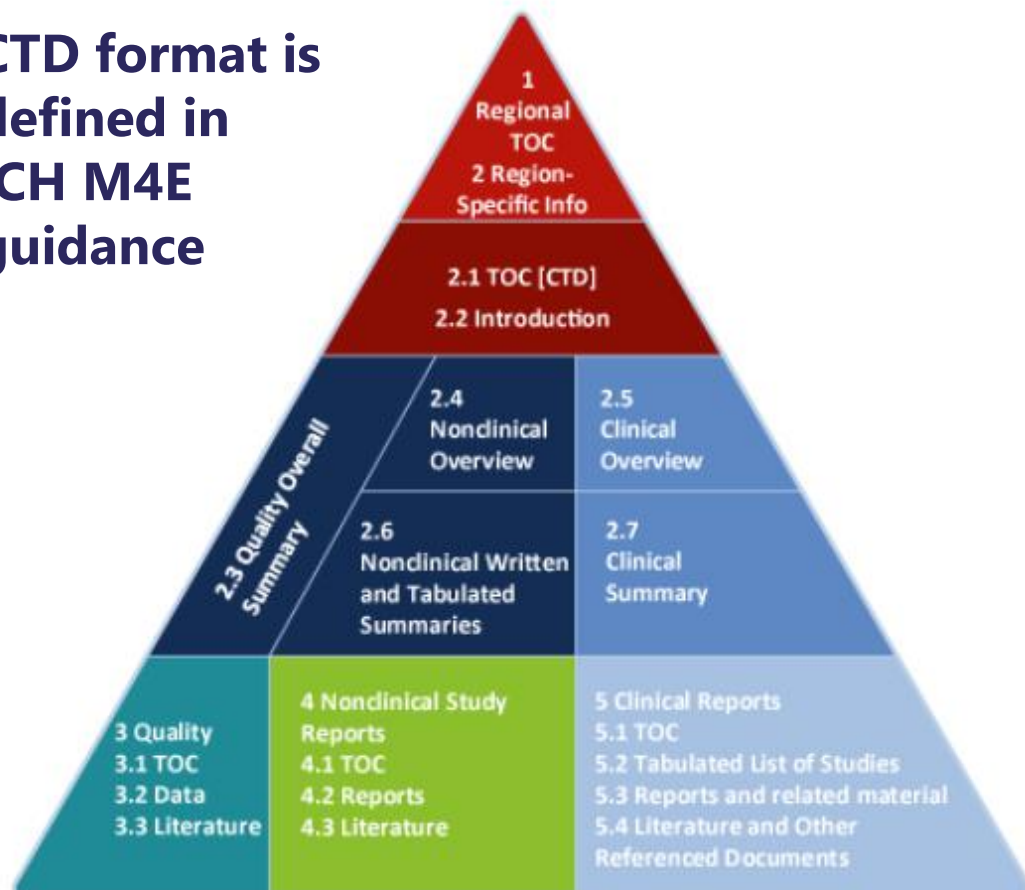 CTD format is
defined in
ICH M4E
guidance
1
Regional
TOC
2 Region-
Specific Info
2.1 TOC [CTD]
2.2 Introduction
2.3 Quality Overall
Summary
2.4
Nonclinical
Overview
2.5
Clinical
Overview
2.6
Nonclinical Written
and Tabulated
Summaries
2.7
Clinical
Summary
3 Quality
3.1 TOC
3.2 Data
3.3 Literature
4 Nonclinical Study
Reports
4.1 TOC
4.2 Reports
4.3 Literature
5 Clinical Reports
5.1 TOC
5.2 Tabulated List of Studies
5.3 Reports and related material
5.4 Literature and Other
Referenced Documents